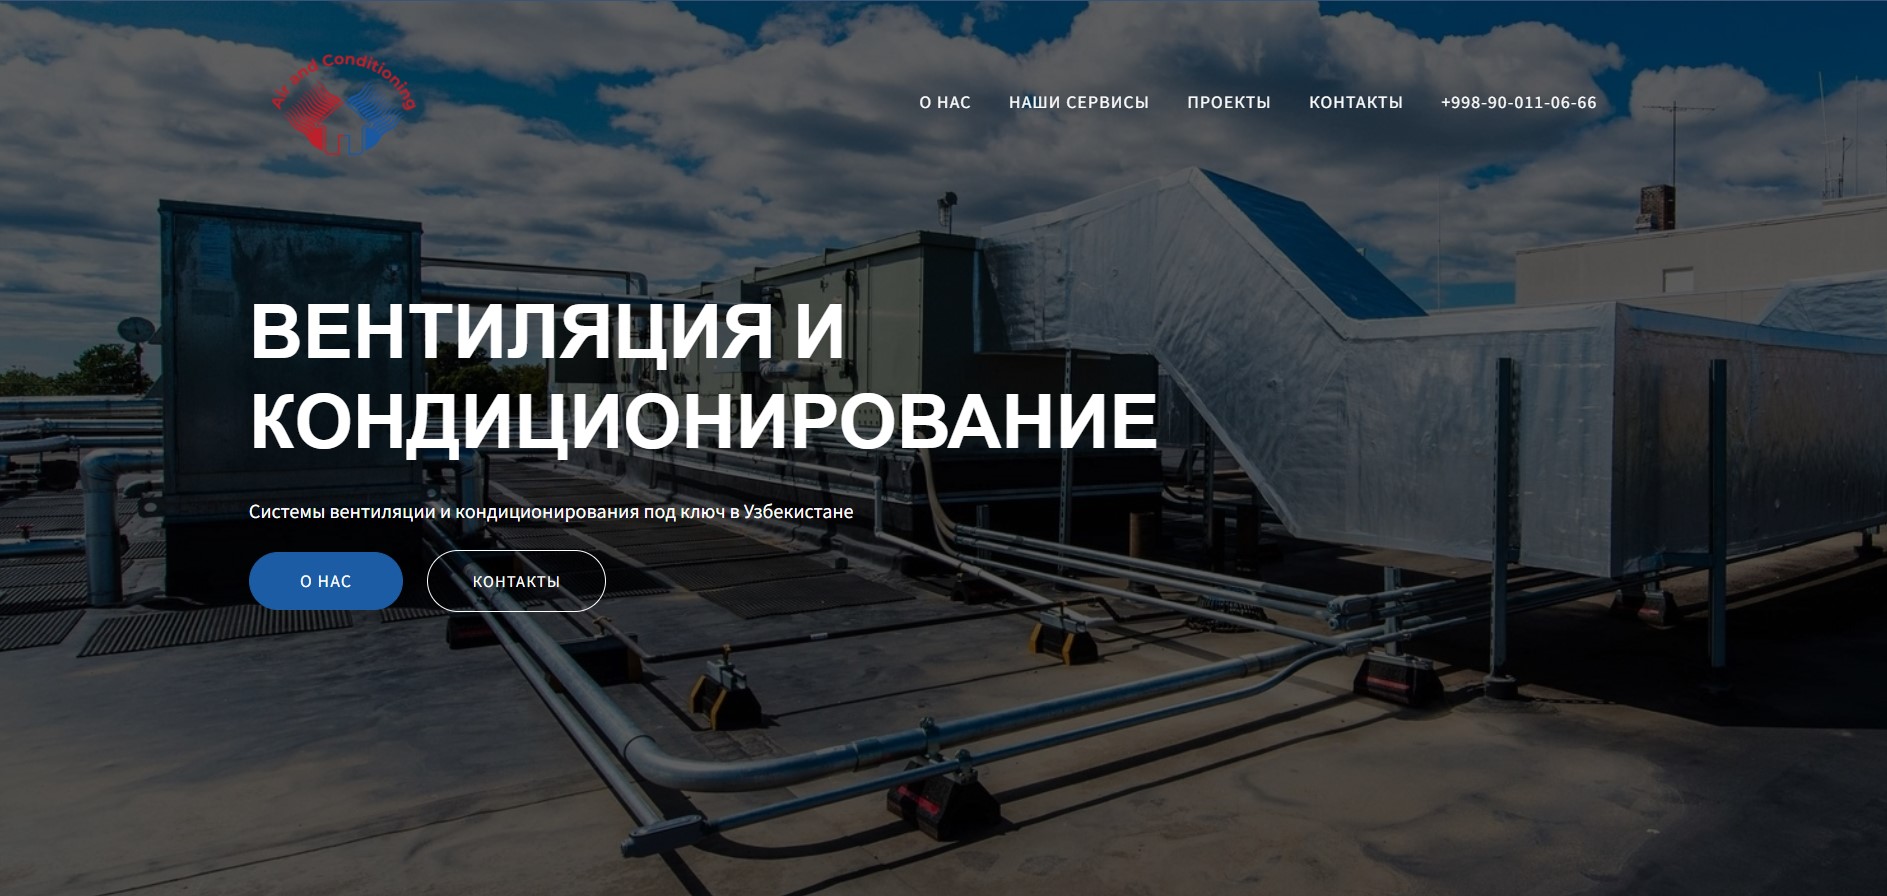 Air and Conditioning
О НАС НАШИ СЕРВИСЫ ПРОЕКТЫ КОНТАКТЫ +998-90-011-06-66
ВЕНТИЛЯЦИЯ И
КОНДИЦИОНИРОВАНИЕ
Системы вентиляции и кондиционирования под ключ в Узбекистане
О НАС КОНТАКТЫ